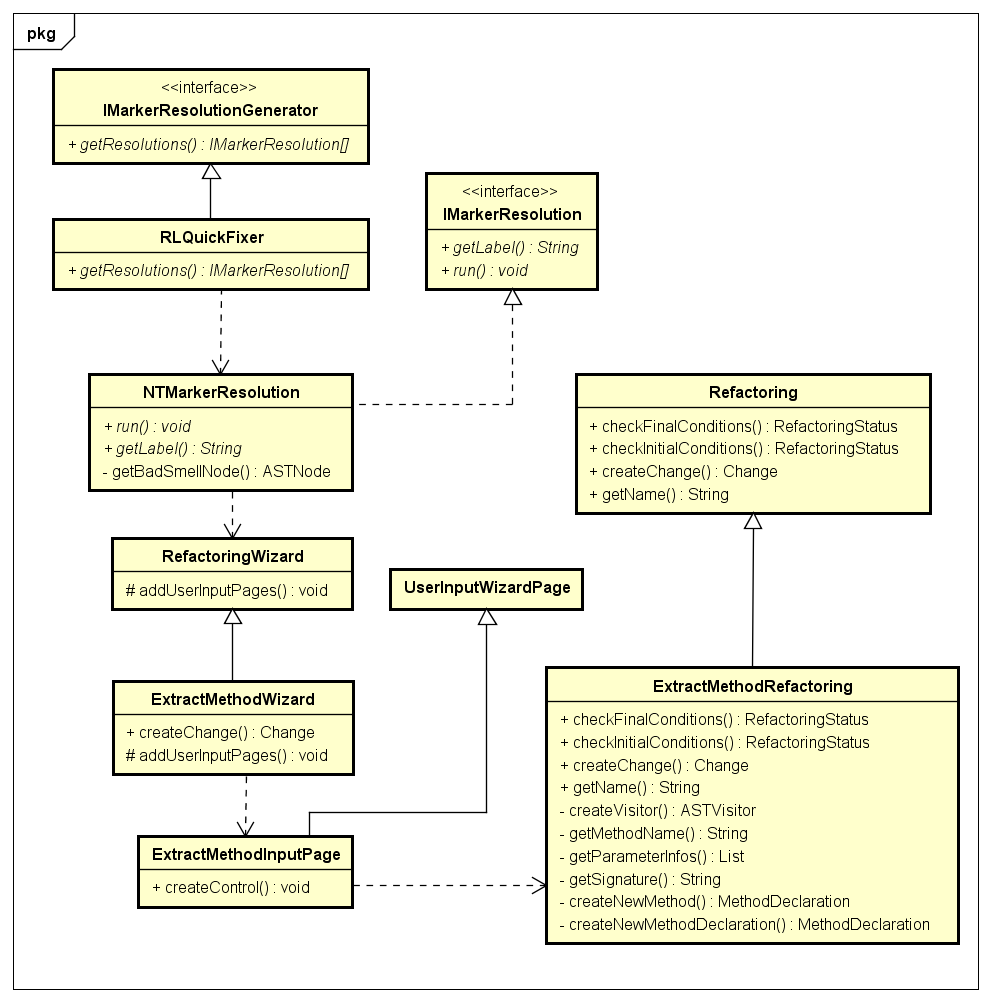 pkg
<<interface>>
IMarkerResolutionGenerator
+ getResolutions() : IMarkerResolution[]
RLQuickFixer
+ getResolutions() : IMarkerResolution[]
<<interface>>
IMarkerResolution
+ getLabel() : String
+ run() : void
NTMarkerResolution
+ run() : void
+ getLabel() : String
- getBadSmellNode() : ASTNode
Refactoring
+ checkFinalConditions() : RefactoringStatus
+ checkInitialConditions() : RefactoringStatus
+ createChange() : Change
+ getName() : String
RefactoringWizard
# addUserInputPages() : void
UserInputWizardPage
ExtractMethodWizard
+ createChange() : Change
# addUserInputPages() : void
ExtractMethodInputPage
+ createControl() : void
ExtractMethodRefactoring
+ checkFinalConditions() : RefactoringStatus
+ checkInitialConditions() : RefactoringStatus
+ createChange() : Change
+ getName() : String
- createVisitor() : ASTVisitor
- getMethodName() : String
- getParameterInfos() : List
- getSignature() : String
- createNewMethod() : MethodDeclaration
- createNewMethodDeclaration() : MethodDeclaration